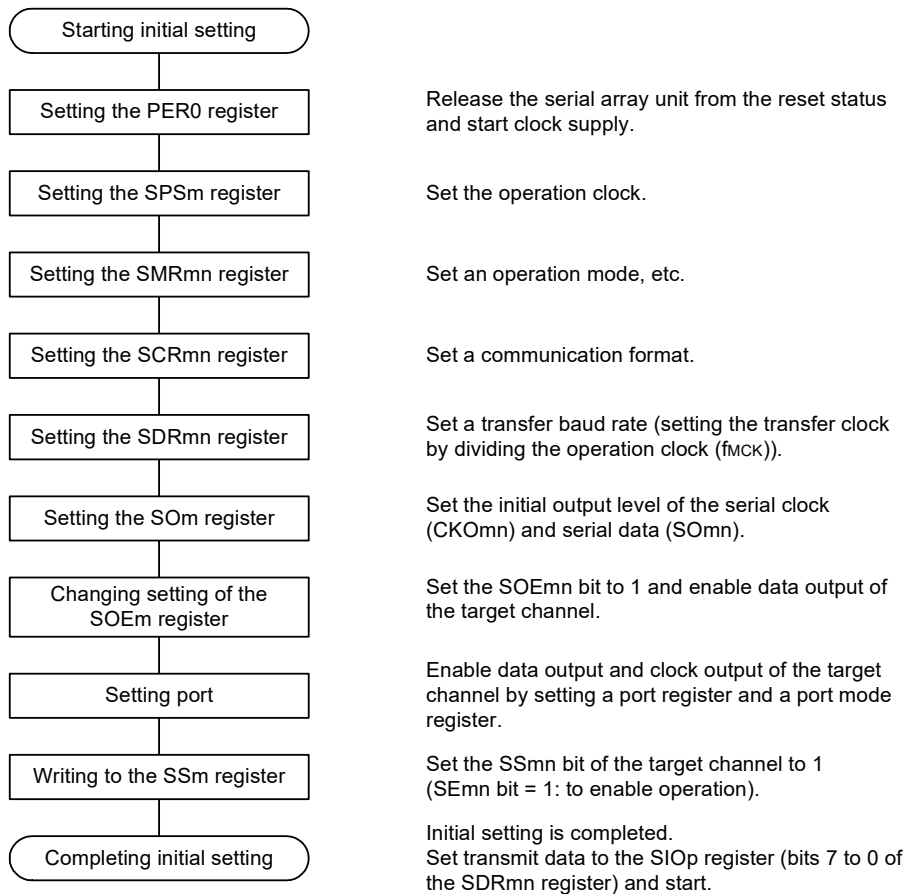 Starting initial setting
Setting the PER0 register
Release the serial array unit from the reset status
and start clock supply.
Setting the SPSm register
Set the operation clock.
Setting the SMRmn register
Set an operation mode, etc.
Setting the SCRmn register
Set a communication format.
Setting the SDRmn register
Set a transfer baud rate (setting the transfer clock
by dividing the operation clock (fMCK)).
Setting the SOm register
Set the initial output level of the serial clock
(CKOmn) and serial data (SOmn).
Changing setting of the
SOEm register
Set the SOEmn bit to 1 and enable data output of
the target channel.
Setting port
Enable data output and clock output of the target
channel by setting a port register and a port mode
register.
Writing to the SSm register
Set the SSmn bit of the target channel to 1
(SEmn bit = 1: to enable operation).
Completing initial setting
Initial setting is completed.
Set transmit data to the SIOp register (bits 7 to 0 of
the SDRmn register) and start.